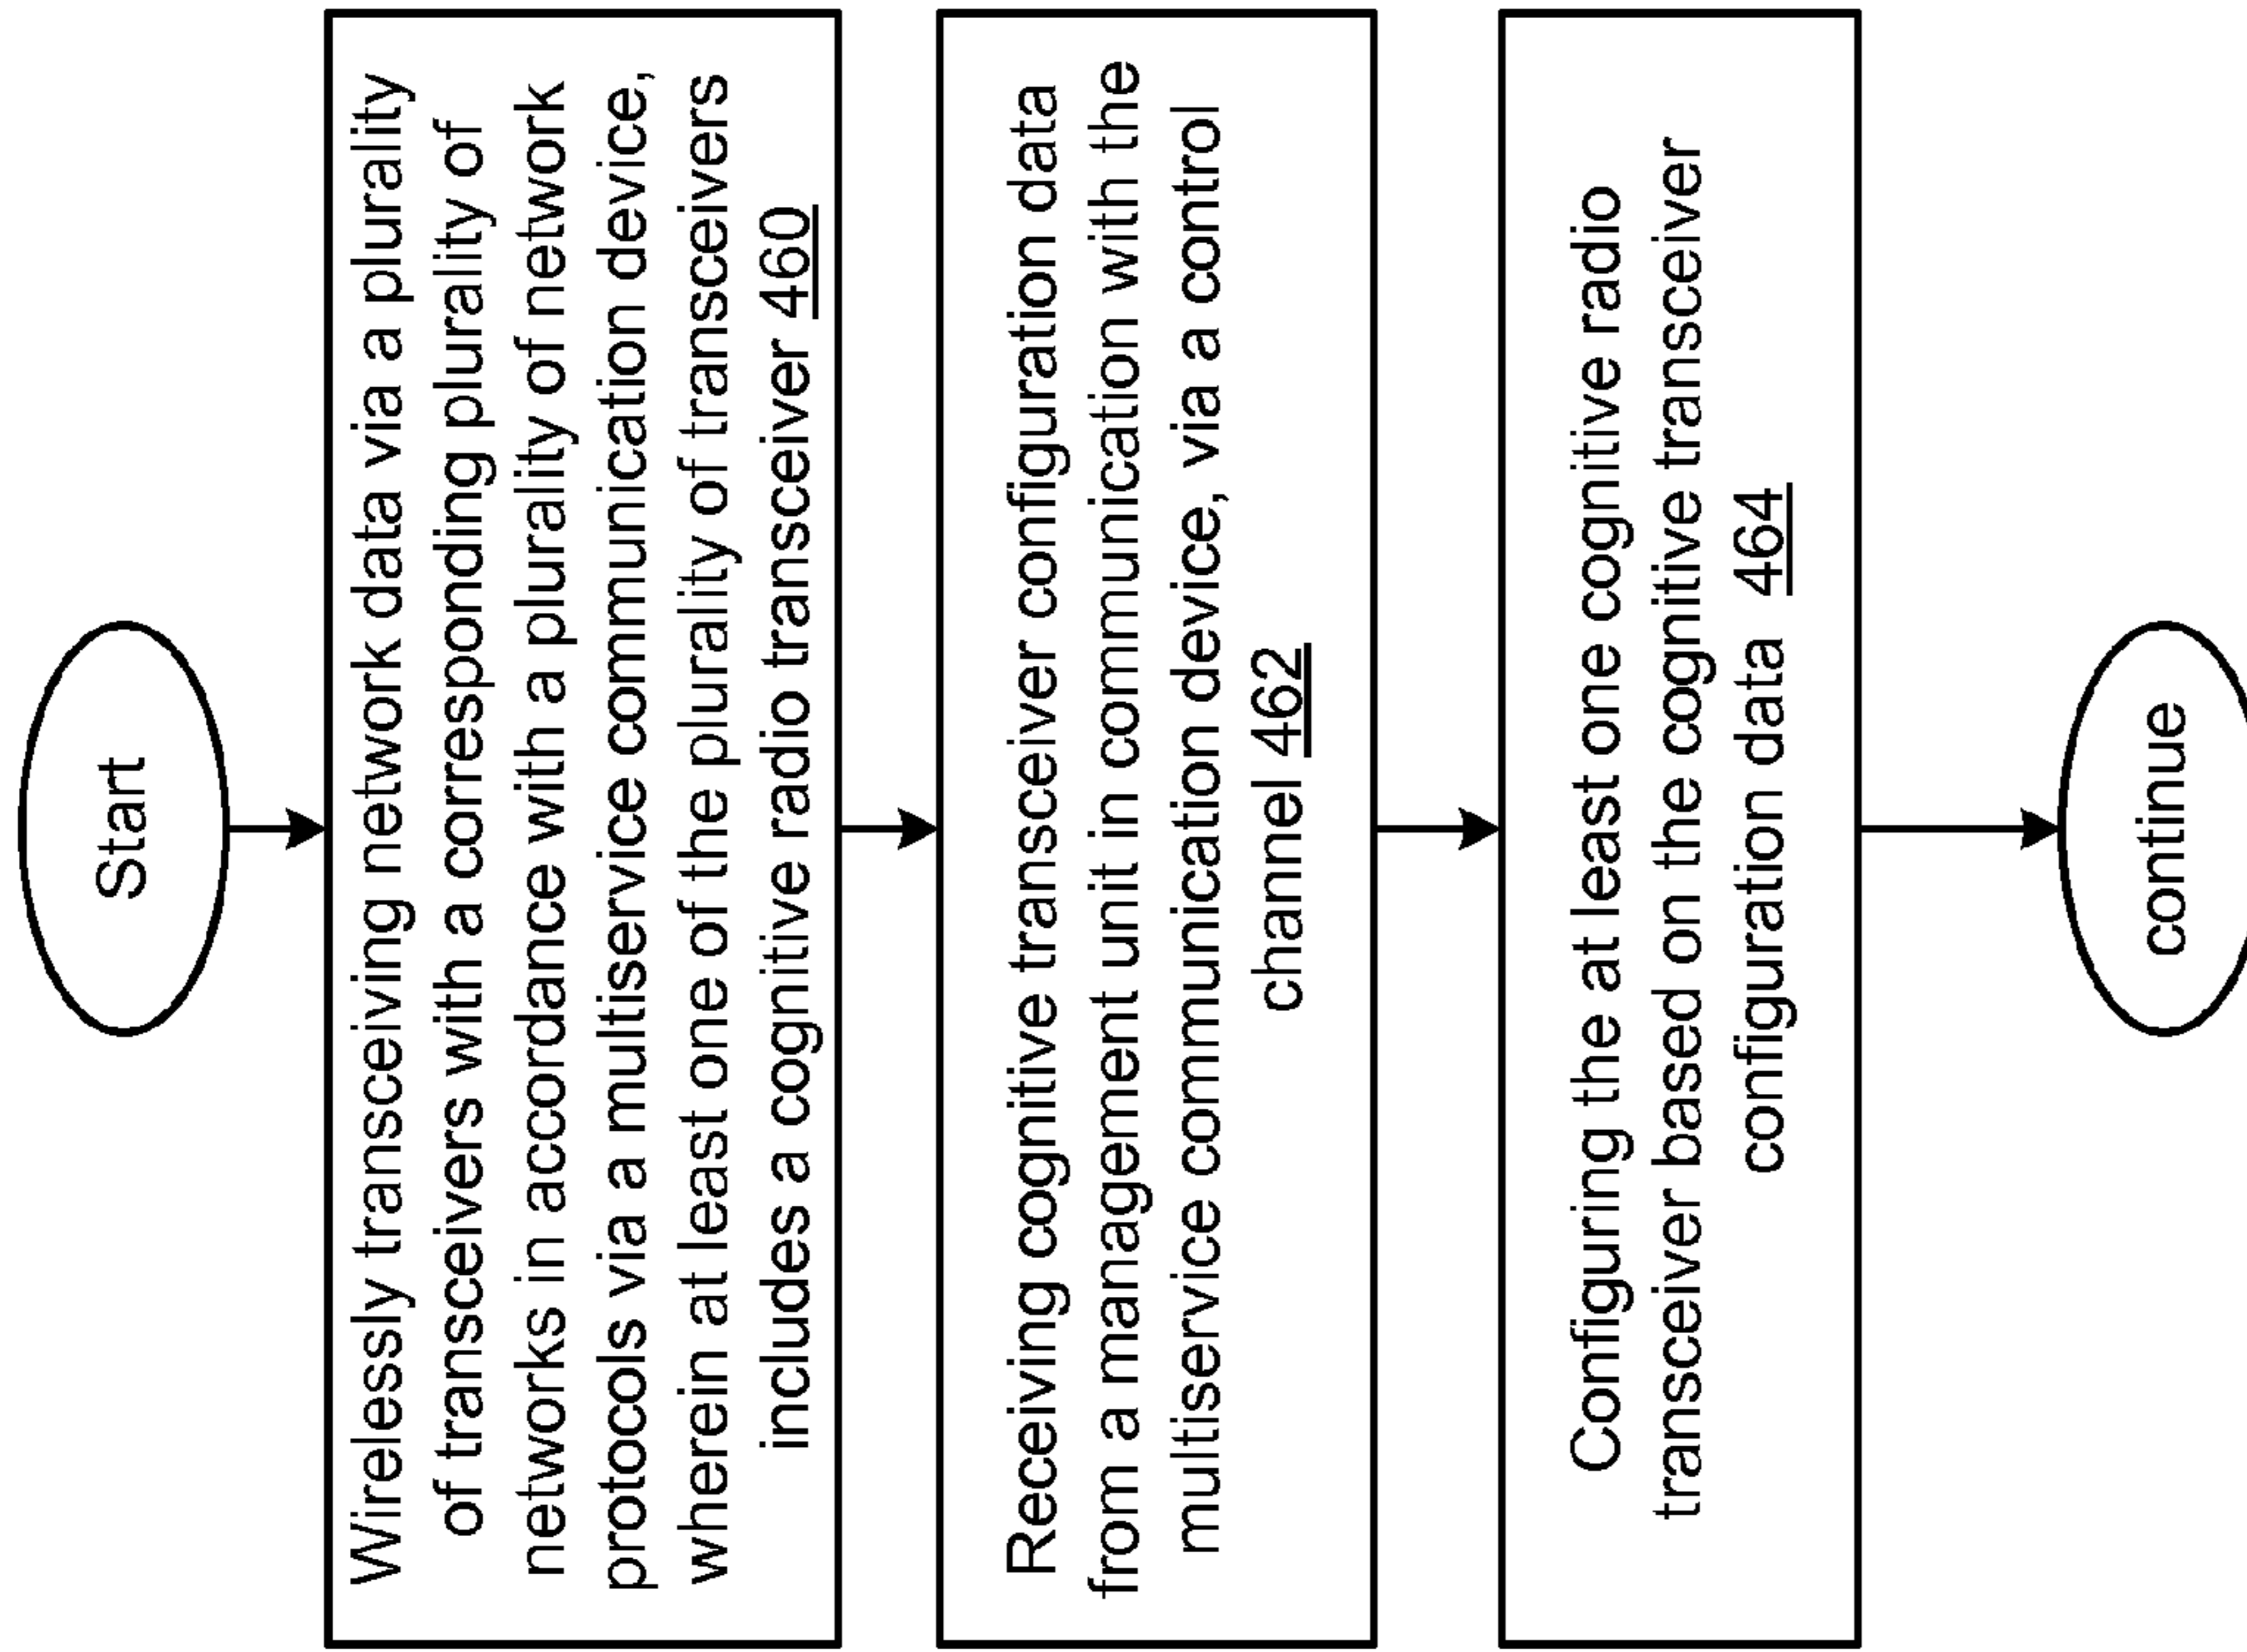 Start
Wirelessly transceiving network data via a plurality
of transceivers with a corresponding plurality of
networks in accordance with a plurality of network
protocols via a multiservice communication device,
wherein at least one of the plurality of transceivers
includes a cognitive radio transceiver 460
Receiving cognitive transceiver configuration data
from a management unit in communication with the
multiservice communication device, via a control
channel 462
Configuring the at least one cognitive radio
transceiver based on the cognitive transceiver
configuration data 464
continue